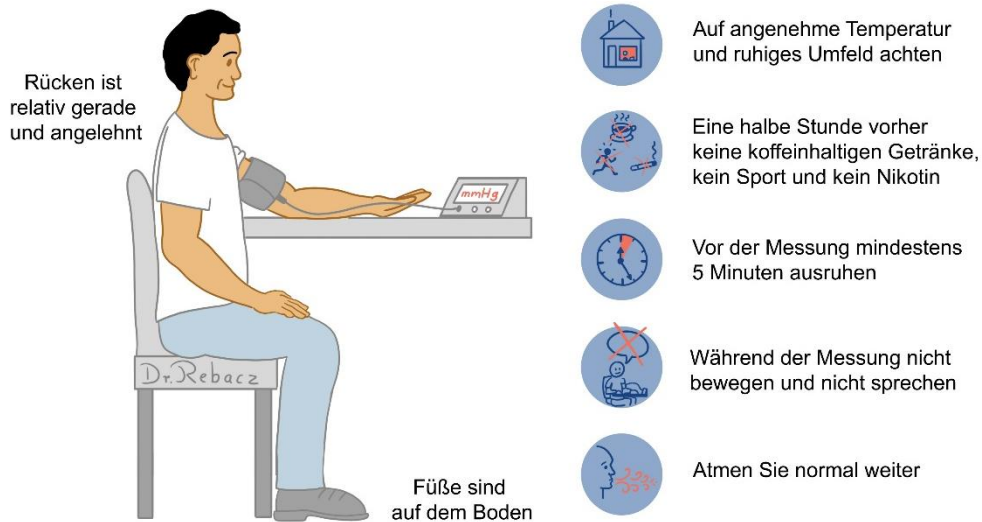 Rücken ist
relativ gerade
und angelehnt
mmHg
Dr. Rebacz
Füße sind
auf dem Boden
Auf angenehme Temperatur
und ruhiges Umfeld achten
Eine halbe Stunde vorher
keine koffeinhaltigen Getränke,
kein Sport und kein Nikotin
Vor der Messung mindestens
5 Minuten ausruhen
Während der Messung nicht
bewegen und nicht sprechen
Atmen Sie normal weiter